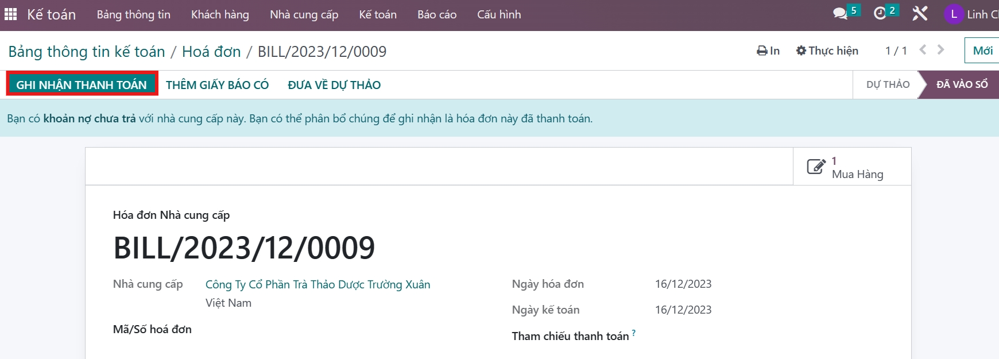 Kế toán Bảng thông tin Khách hàng Nhà cung cấp Kế toán Báo cáo Cấu hình 5 2 L Linh C
Bảng thông tin kế toán / Hoá đơn / BILL/2023/12/0009 In Thực hiện 1 / 1 Mới
GHI NHẬN THANH TOÁN THÊM GIẤY BÁO CÓ ĐƯA VỀ DỰ THẢO DỰ THẢO ĐÃ VÀO SỔ
Bạn có khoản nợ chưa trả với nhà cung cấp này. Bạn có thể phân bổ chúng để ghi nhận là hóa đơn này đã thanh toán.
1
Mua Hàng
Hóa đơn Nhà cung cấp
BILL/2023/12/0009
Nhà cung cấp Công Ty Cổ Phần Trà Thảo Dược Trường Xuân Ngày hóa đơn 16/12/2023
Việt Nam
Ngày kế toán 16/12/2023
Mã/Số hoá đơn
Tham chiếu thanh toán ?